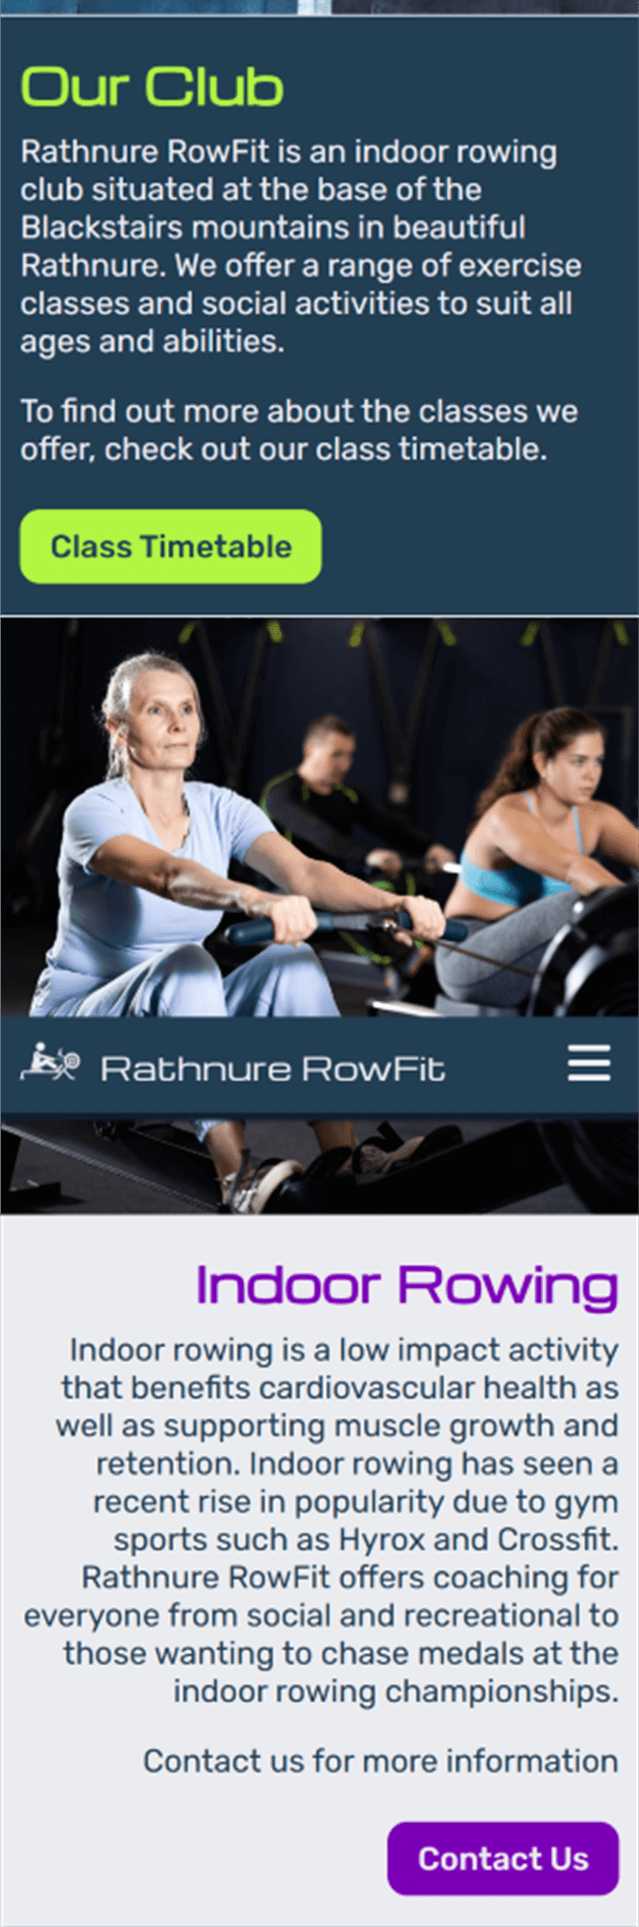 Our Club
Rathnure RowFit is an indoor rowing
club situated at the base of the
Blackstairs mountains in beautiful
Rathnure. We offer a range of exercise
classes and social activities to suit all
ages and abilities.
To find out more about the classes we
offer, check out our class timetable.
Class Timetable
Rathnure RowFit
Indoor Rowing
Indoor rowing is a low impact activity
that benefits cardiovascular health as
well as supporting muscle growth and
retention. Indoor rowing has seen a
recent rise in popularity due to gym
sports such as Hyrox and Crossfit.
Rathnure RowFit offers coaching for
everyone from social and recreational to
those wanting to chase medals at the
indoor rowing championships.
Contact us for more information
Contact Us